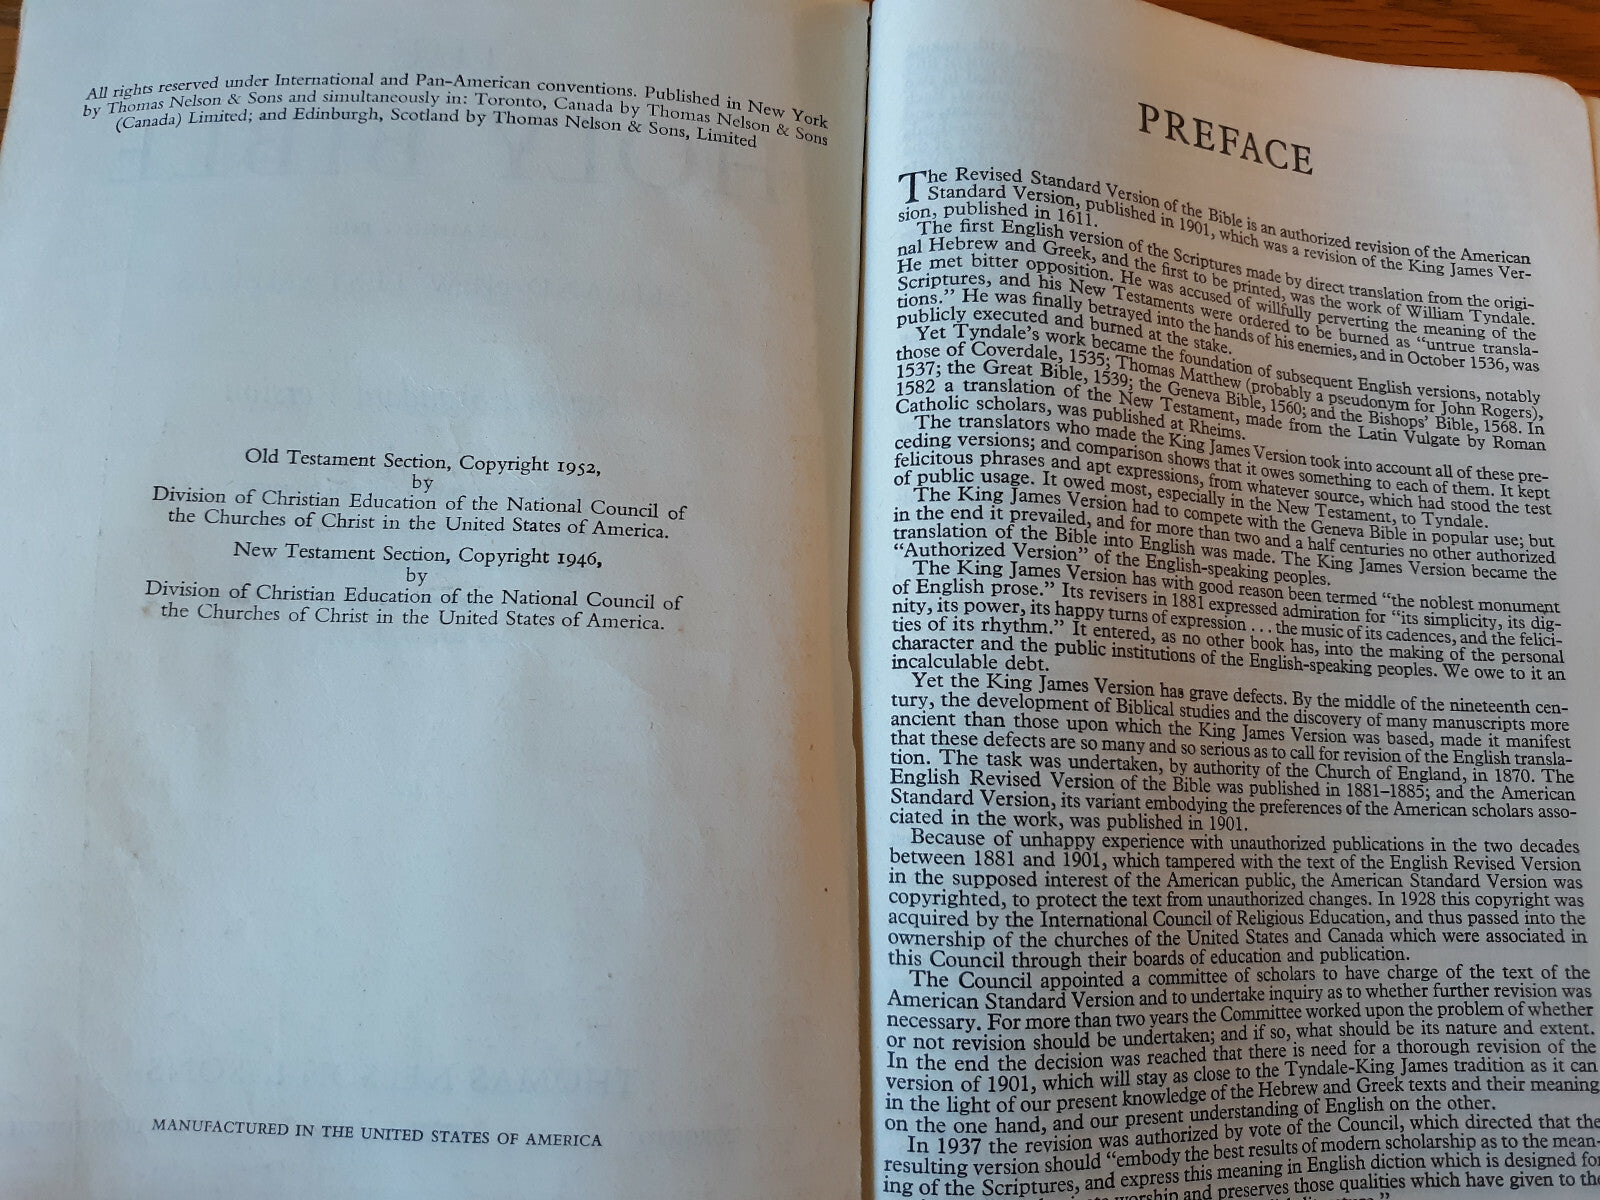 All rights reserved under International and Pan-American conventions. Published in New York
by Thomas Nelson & Sons and simultaneously in: Toronto, Canada by Thomas Nelson & Sons
(Canada) Limited; and Edinburgh, Scotland by Thomas Nelson & Sons, Limited
Old Testament Section, Copyright 1952,
by
Division of Christian Education of the National Council of
the Churches of Christ in the United States of America.
New Testament Section, Copyright 1946,
by
Division of Christian Education of the National Council of
the Churches of Christ in the United States of America.
MANUFACTURED IN THE UNITED STATES OF AMERICA
PREFACE
The Revised Standard Version of the Bible is an authorized revision of the American
Standard Version, published in 1901, which was a revision of the King James Ver-
sion, published in 1611.
The first English version of the Scriptures made by direct translation from the origi-
nal Hebrew and Greek, and the first to be printed, was the work of William Tyndale.
He met bitter opposition. He was accused of willfully perverting the meaning of the
Scriptures, and his New Testaments were ordered to be burned as "untrue transla-
tions." He was finally betrayed into the hands of his enemies, and in October 1536, was
publicly executed and burned at the stake.
Yet Tyndale's work became the foundation of subsequent English versions, notably
those of Coverdale, 1535; Thomas Matthew (probably a pseudonym for John Rogers),
1537; the Great Bible, 1539; the Geneva Bible, 1560; and the Bishops' Bible, 1568. In
1582 a translation of the New Testament, made from the Latin Vulgate by Roman
Catholic scholars, was published at Rheims.
The translators who made the King James Version took into account all of these pre-
ceding versions; and comparison shows that it owes something to each of them. It kept
felicitous phrases and apt expressions, from whatever source, which had stood the test
of public usage. It owed most, especially in the New Testament, to Tyndale.
The King James Version had to compete with the Geneva Bible in popular use; but
in the end it prevailed, and for more than two and a half centuries no other authorized
translation of the Bible into English was made. The King James Version became the
"Authorized Version" of the English-speaking peoples.
The King James Version has with good reason been termed "the noblest monument
of English prose." Its revisers in 1881 expressed admiration for "its simplicity, its dig-
nity, its power, its happy turns of expression . . . the music of its cadences, and the felici-
ties of its rhythm." It entered, as no other book has, into the making of the personal
character and the public institutions of the English-speaking peoples. We owe to it an
incalculable debt.
Yet the King James Version has grave defects. By the middle of the nineteenth cen-
tury, the development of Biblical studies and the discovery of many manuscripts more
ancient than those upon which the King James Version was based, made it manifest
that these defects are so many and so serious as to call for revision of the English transla-
tion. The task was undertaken, by authority of the Church of England, in 1870. The
English Revised Version of the Bible was published in 1881–1885; and the American
Standard Version, its variant embodying the preferences of the American scholars asso-
ciated in the work, was published in 1901.
Because of unhappy experience with unauthorized publications in the two decades
between 1881 and 1901, which tampered with the text of the English Revised Version
in the supposed interest of the American public, the American Standard Version was
copyrighted, to protect the text from unauthorized changes. In 1928 this copyright was
acquired by the International Council of Religious Education, and thus passed into the
ownership of the churches of the United States and Canada which were associated in
this Council through their boards of education and publication.
The Council appointed a committee of scholars to have charge of the text of the
American Standard Version and to undertake inquiry as to whether further revision was
necessary. For more than two years the Committee worked upon the problem of whether
or not revision should be undertaken; and if so, what should be its nature and extent.
In the end the decision was reached that there is need for a thorough revision of the
version of 1901, which will stay as close to the Tyndale-King James tradition as it can
in the light of our present knowledge of the Hebrew and Greek texts and their meaning
on the one hand, and our present understanding of English on the other.
In 1937 the revision was authorized by vote of the Council, which directed that the
resulting version should "embody the best results of modern scholarship as to the mean-
ing of the Scriptures, and express this meaning in English diction which is designed for
worship and preserves those qualities which have given to the